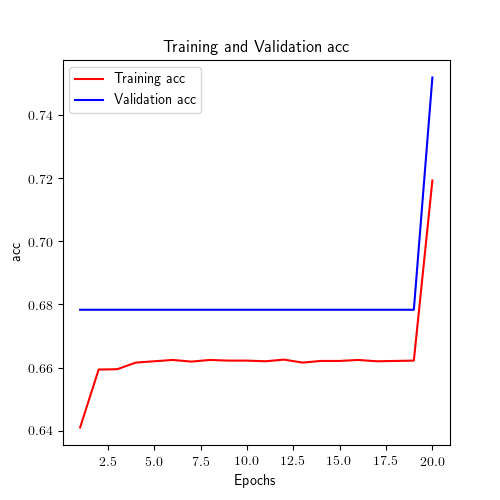 Training and Validation acc
Training acc
Validation acc
0.74
0.72
0.70
0.68
0.66
0.64
acc
2.5 5.0 7.5 10.0 12.5 15.0 17.5 20.0
Epochs